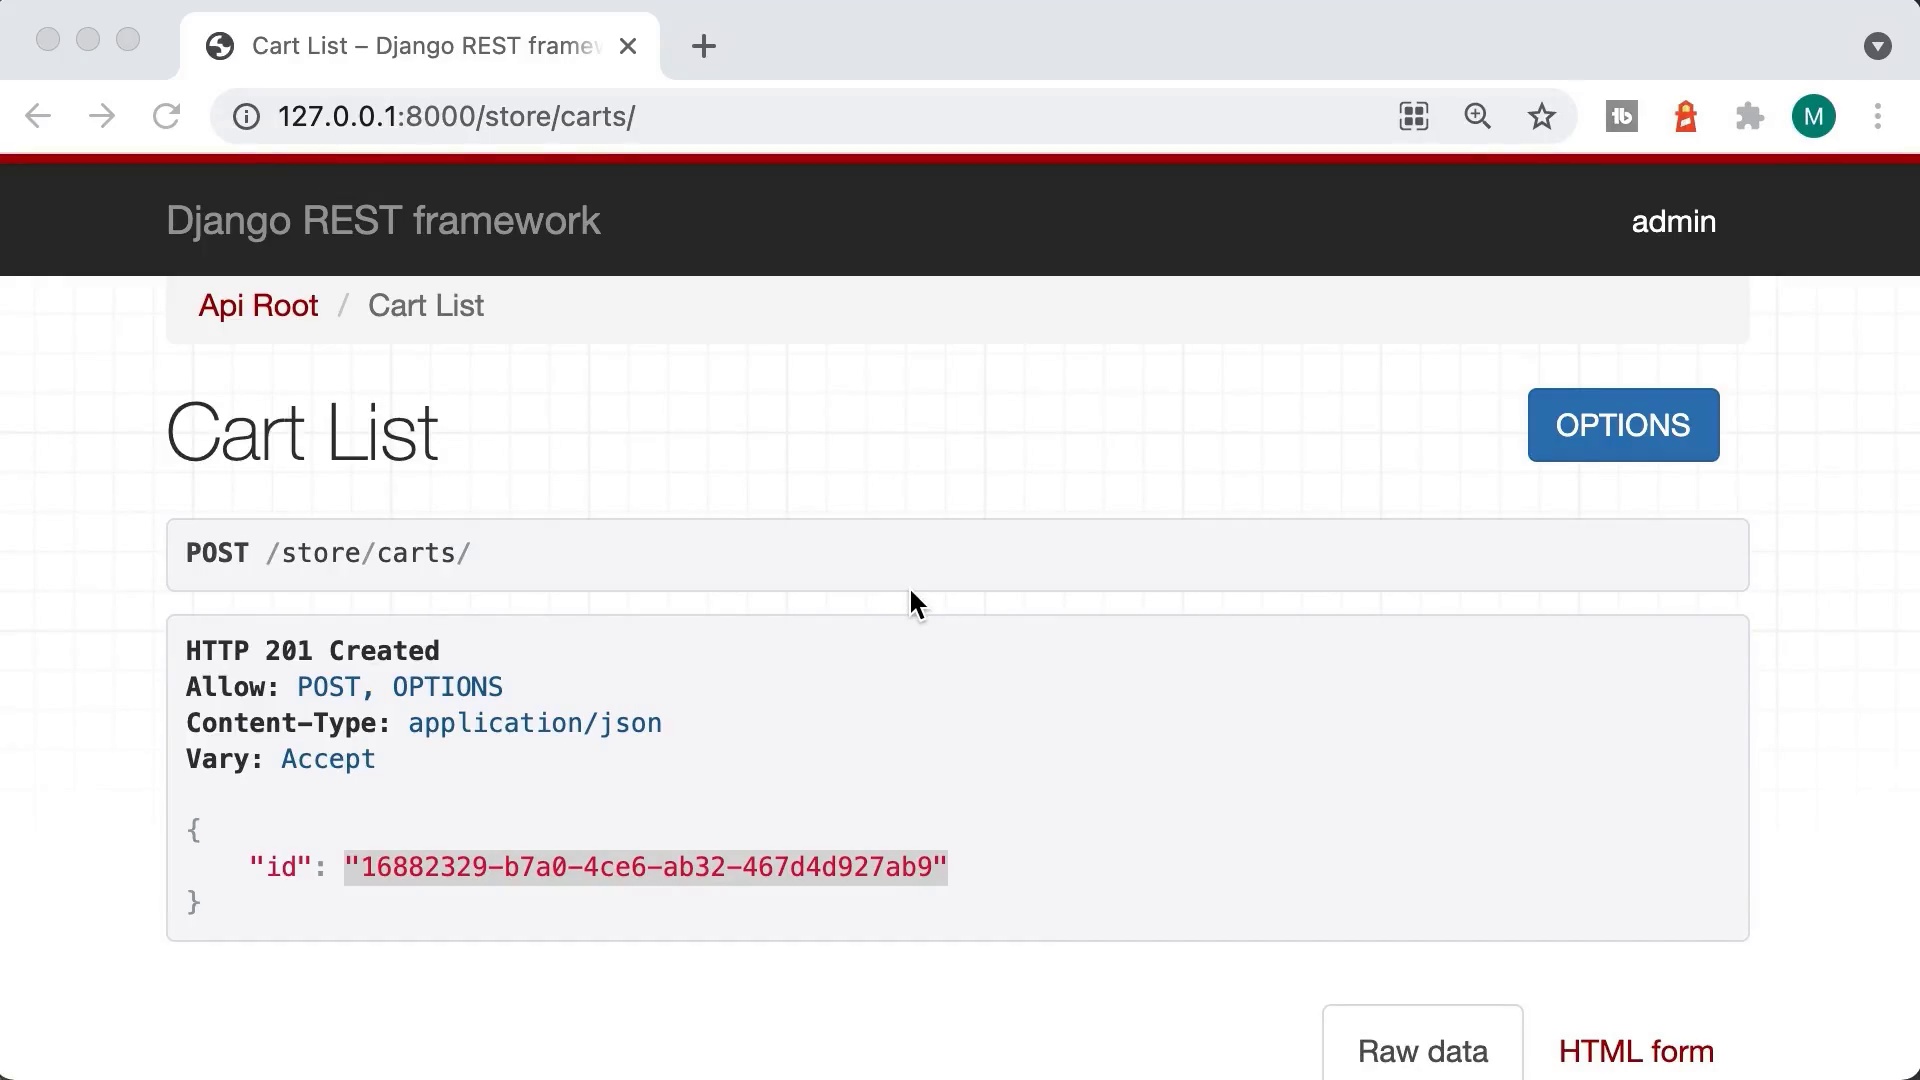 Cart List – Django REST framew
127.0.0.1:8000/store/carts/
M
Django REST framework
admin
Api Root / Cart List
Cart List
OPTIONS
POST /store/carts/
HTTP 201 Created
Allow: POST, OPTIONS
Content-Type: application/json
Vary: Accept
{
"id": "16882329-b7a0-4ce6-ab32-467d4d927ab9"
}
Raw data
HTML form